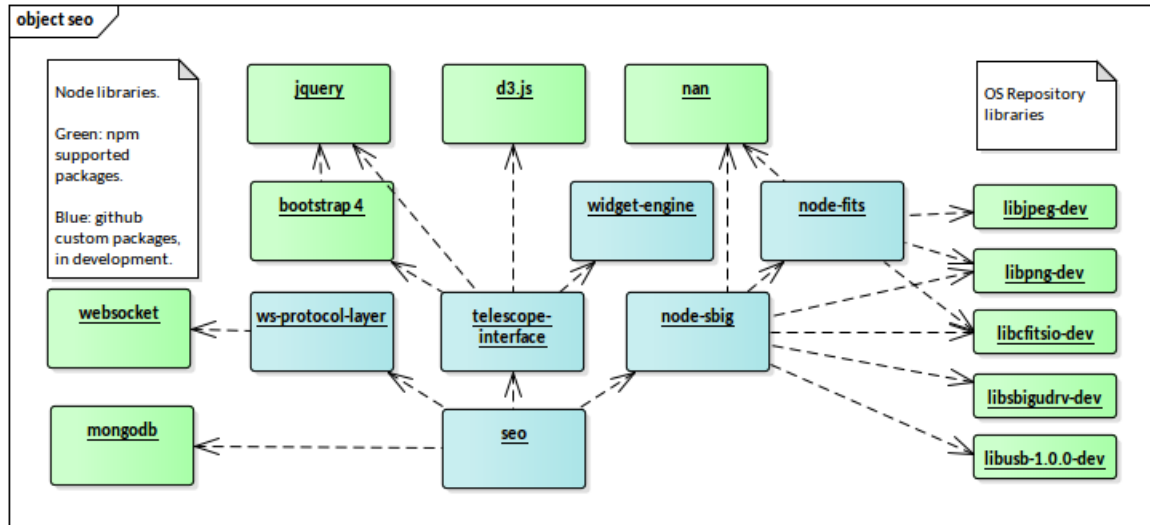 object seo
Node libraries.
Green: npm
supported
packages.
Blue: github
custom packages,
in development.
jquery
d3.js
nan
OS Repository
libraries
bootstrap 4
widget-engine
node-fits
libjpeg-dev
libpng-dev
websocket
ws-protocol-layer
telescope-
interface
node-sbig
libcfitsio-dev
libsbigudrv-dev
mongodb
seo
libusb-1.0.0-dev